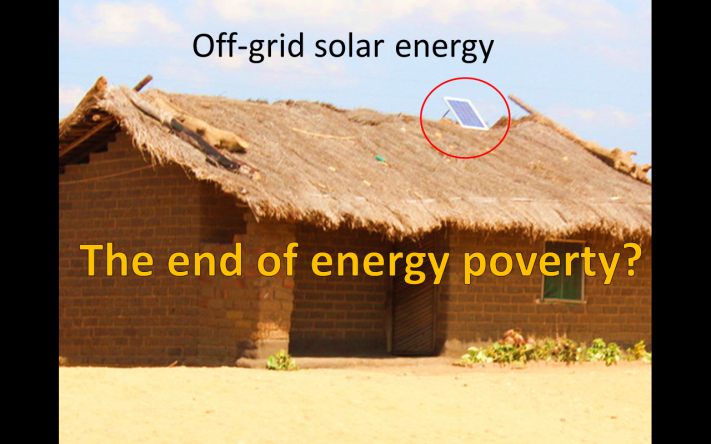 Off-grid solar energy
The end of energy poverty?